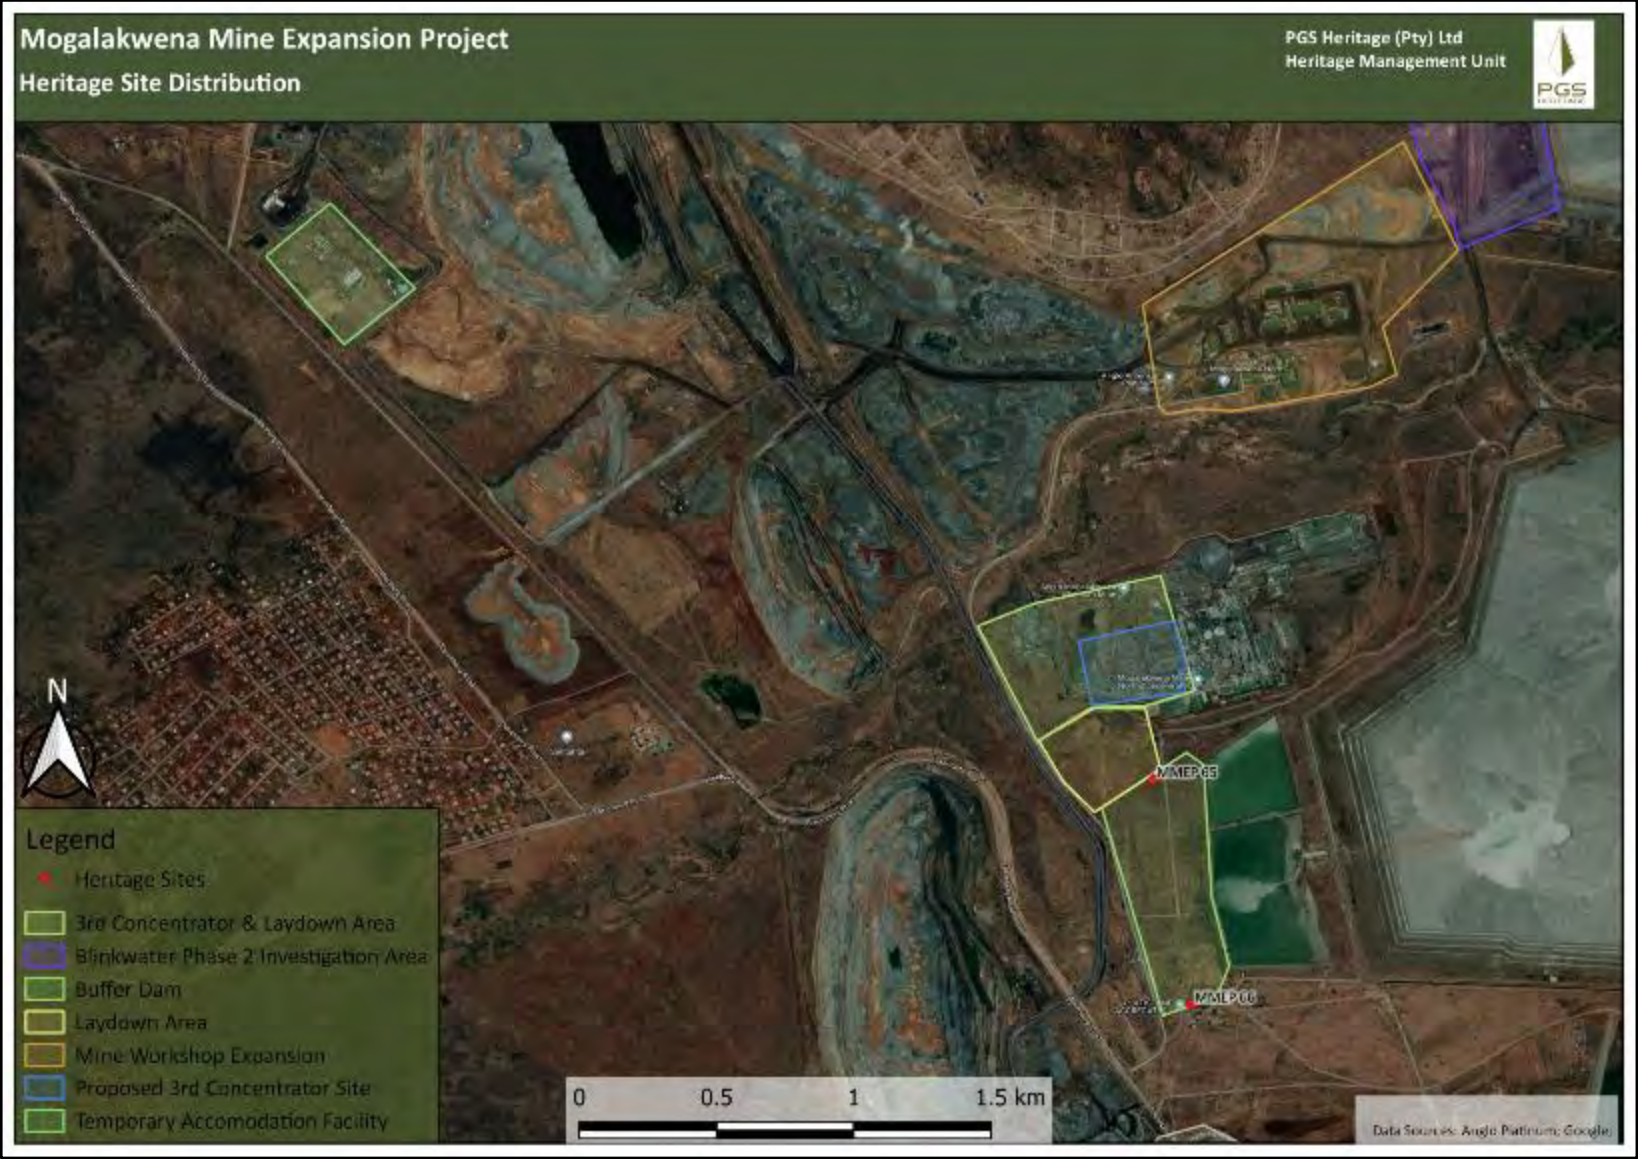 Mogalakwena Mine Expansion Project
Heritage Site Distribution
PGS Heritage (Pty) Ltd
Heritage Management Unit
PGS
MMEP 65
MMEP 66
N
Legend
Heritage Sites
3rd Concentrator & Laydown Area
Blinkwater Phase 2 Investigation Area
Buffer Dam
Laydown Area
Mine Workshop Expansion
Proposed 3rd Concentrator Site
Temporary Accomodation Facility
0 0.5 1 1.5 km
Data Sources: Anglo Platinum; Google;